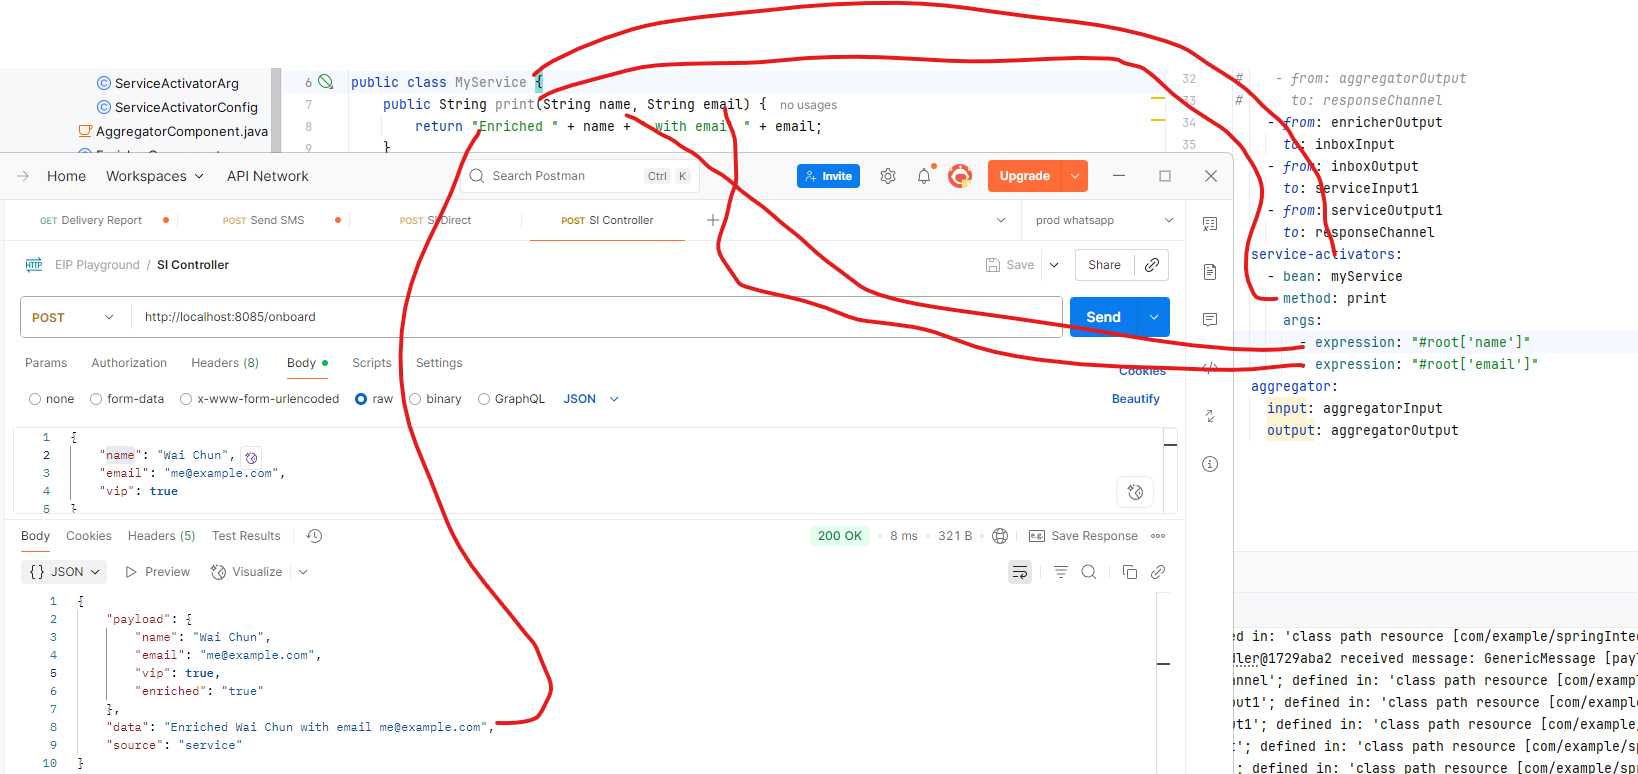 ServiceActivatorArg
ServiceActivatorConfig
AggregatorComponent.java
6 public class MyService {
7 public String print(String name, String email) { no usages
8 return "Enriched " + name + " with email " + email;
9 }
32 # - from: aggregatorOutput
33 # to: responseChannel
34 - from: enricherOutput
35 to: inboxInput
- from: inboxOutput
to: serviceInput1
- from: serviceOutput1
to: responseChannel
service-activators:
- bean: myService
method: print
args:
- expression: "#root['name']"
- expression: "#root['email']"
aggregator:
input: aggregatorInput
output: aggregatorOutput
Home Workspaces API Network
Search Postman Ctrl K
Invite
Upgrade
GET Delivery Report
POST Send SMS
POST SI Direct
POST SI Controller
prod whatsapp
HTTP EIP Playground / SI Controller
Save Share
POST http://localhost:8085/onboard
Send
Params Authorization Headers (8) Body Scripts Settings
Cookies
none form-data x-www-form-urlencoded raw binary GraphQL JSON
Beautify
1 {
2 "name": "Wai Chun",
3 "email": "me@example.com",
4 "vip": true
5 }
Body Cookies Headers (5) Test Results
200 OK 8 ms 321 B e.g. Save Response
{} JSON Preview Visualize
1 {
2 "payload": {
3 "name": "Wai Chun",
4 "email": "me@example.com",
5 "vip": true,
6 "enriched": "true"
7 },
8 "data": "Enriched Wai Chun with email me@example.com",
9 "source": "service"
10 }
ed in: 'class path resource [com/example/springInteg
dler@1729aba2 received message: GenericMessage [payl
annel'; defined in: 'class path resource [com/exampl
put1'; defined in: 'class path resource [com/example/
t1'; defined in: 'class path resource [com/example/s
t'; defined in: 'class path resource [com/example/sp
; defined in: 'class path resource [com/example/spr